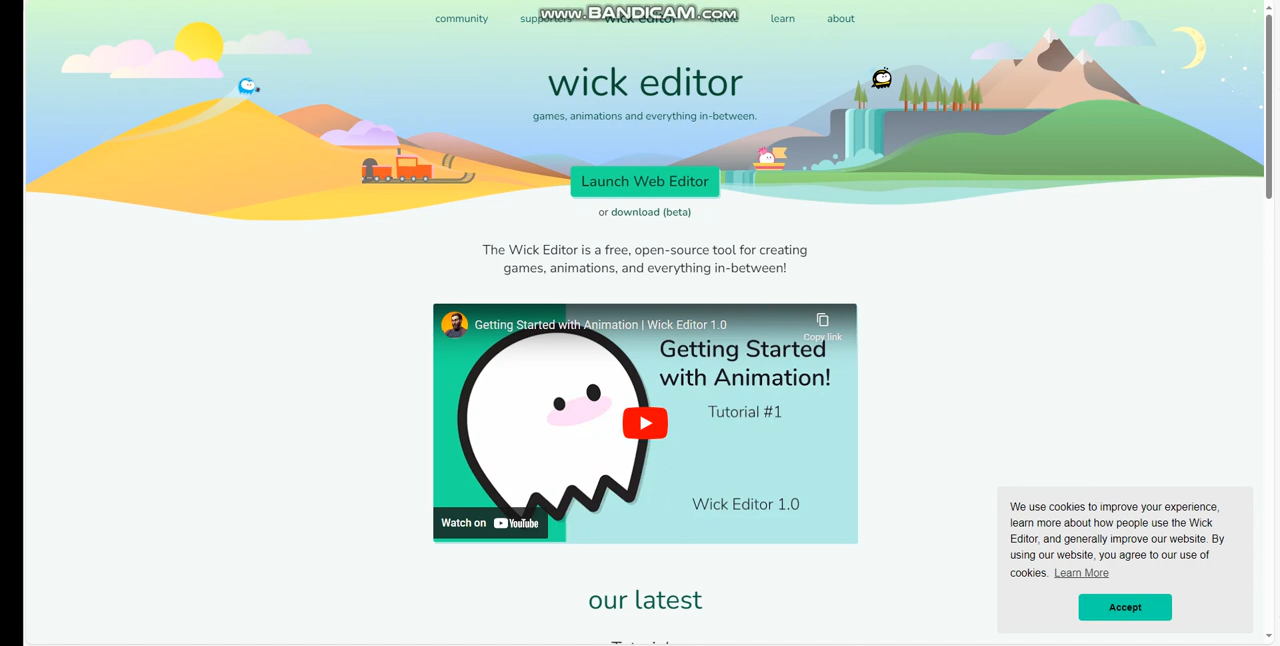 www.BANDICAM.com
community supporters wick editor create learn about
wick editor
games, animations and everything in-between.
Launch Web Editor
or download (beta)
The Wick Editor is a free, open-source tool for creating
games, animations, and everything in-between!
Getting Started with Animation | Wick Editor 1.0
Copy link
Getting Started
with Animation!
Tutorial #1
Wick Editor 1.0
Watch on YouTube
We use cookies to improve your experience,
learn more about how people use the Wick
Editor, and generally improve our website. By
using our website, you agree to our use of
cookies. Learn More
Accept
our latest